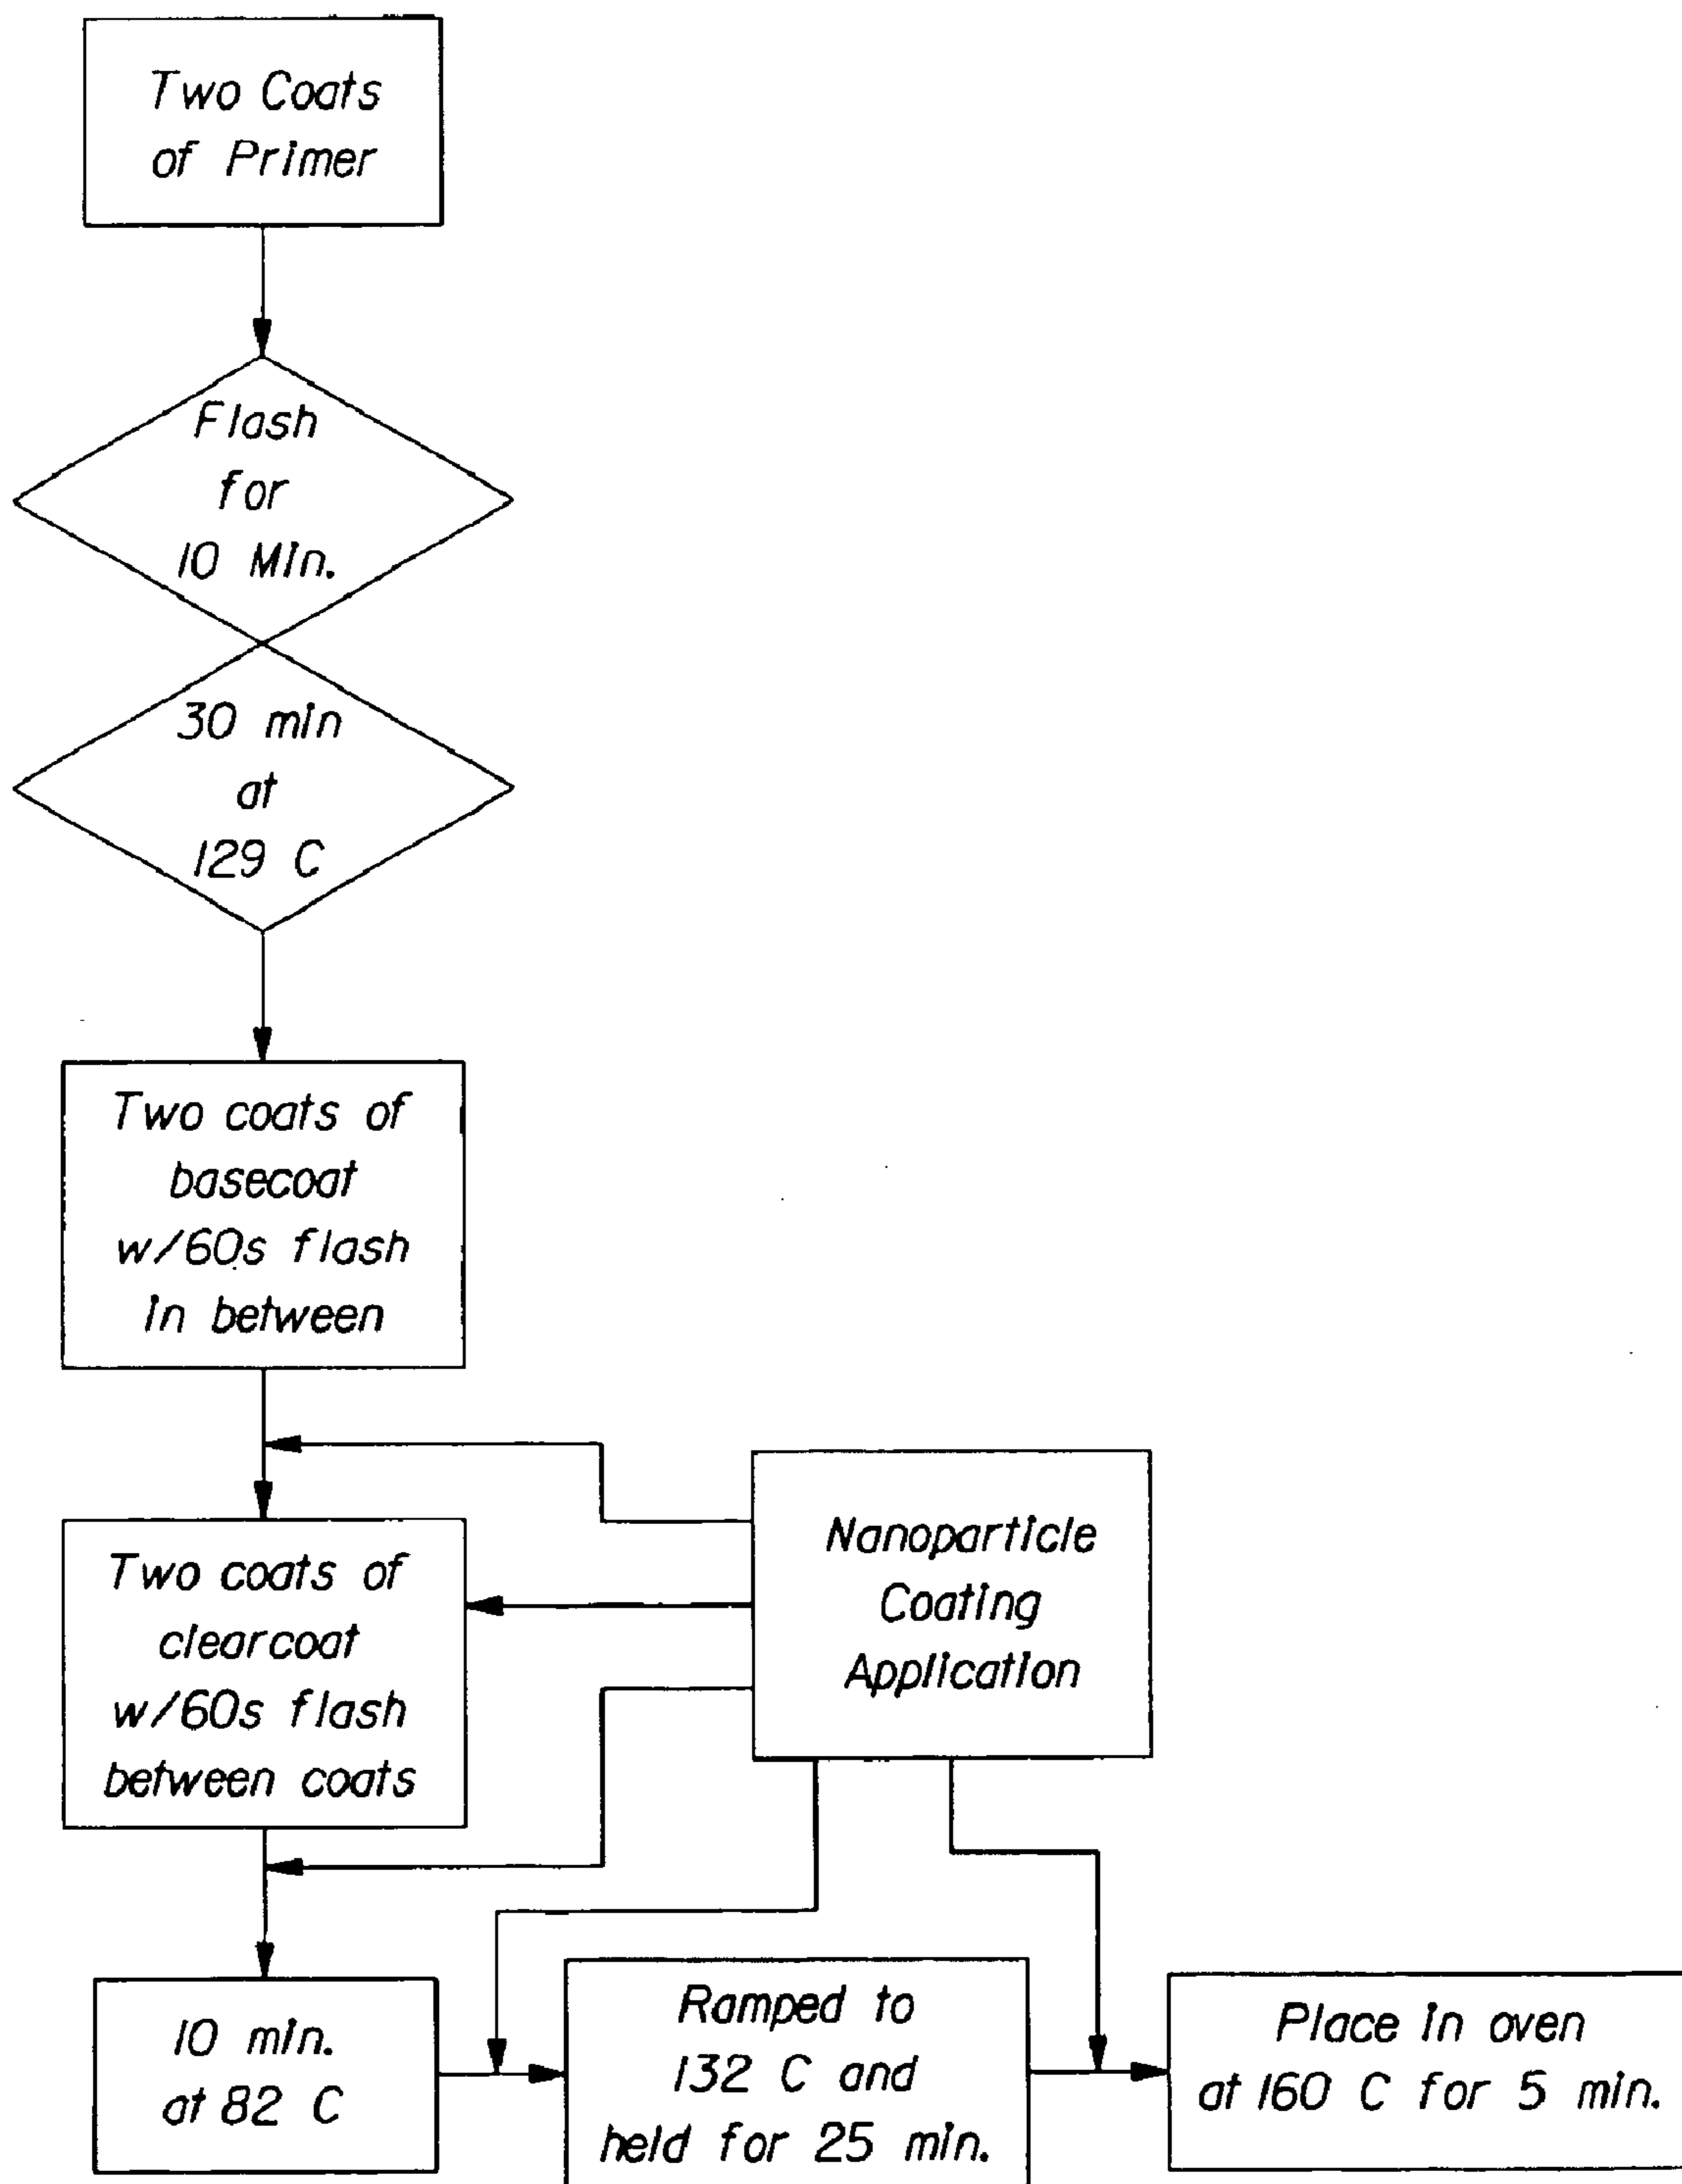 Two Coats
of Primer
Flash
for
10 Min.
30 min
at
129 C
Two coats of
basecoat
w/60s flash
in between
Two coats of
clearcoat
w/60s flash
between coats
Nanoparticle
Coating
Application
10 min.
at 82 C
Ramped to
132 C and
held for 25 min.
Place in oven
at 160 C for 5 min.